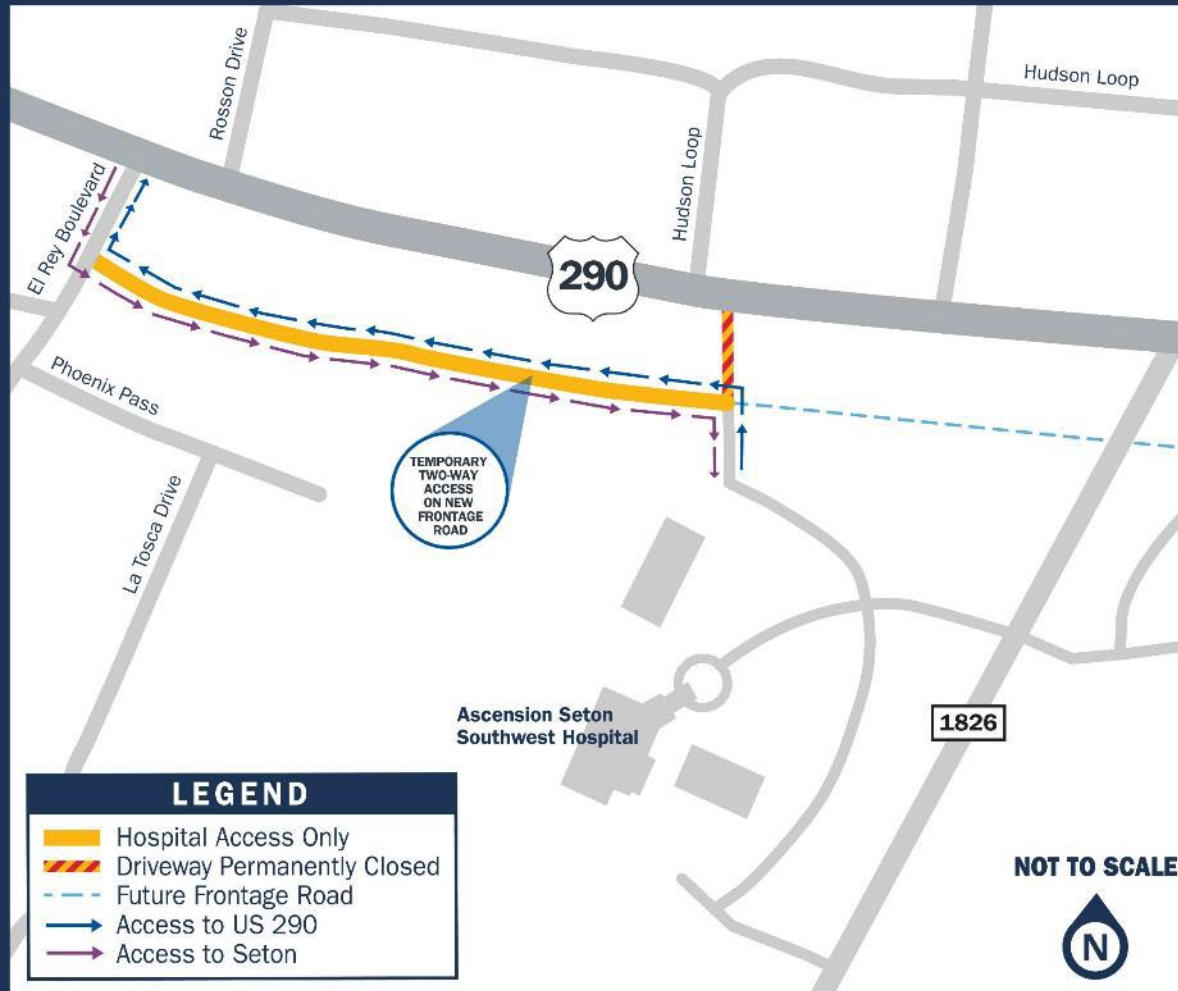 Rosson Drive
Hudson Loop
Hudson Loop
El Rey Boulevard
290
Phoenix Pass
TEMPORARY
TWO-WAY
ACCESS
ON NEW
FRONTAGE
ROAD
La Tosca Drive
Ascension Seton
Southwest Hospital
1826
LEGEND
Hospital Access Only
Driveway Permanently Closed
Future Frontage Road
Access to US 290
Access to Seton
NOT TO SCALE
N